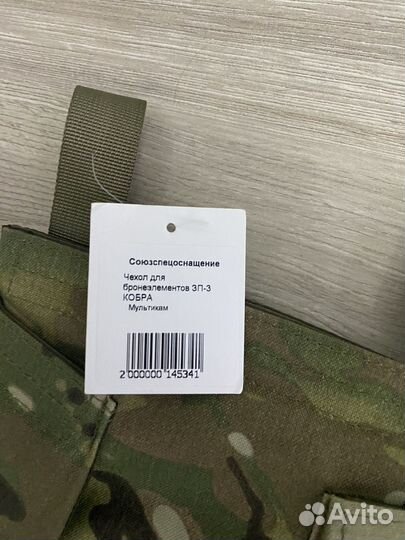 Союзспецоснащение
Чехол для
бронеэлементов ЗП-3
КОБРА
Мультикам
2 000000 145341
Avito